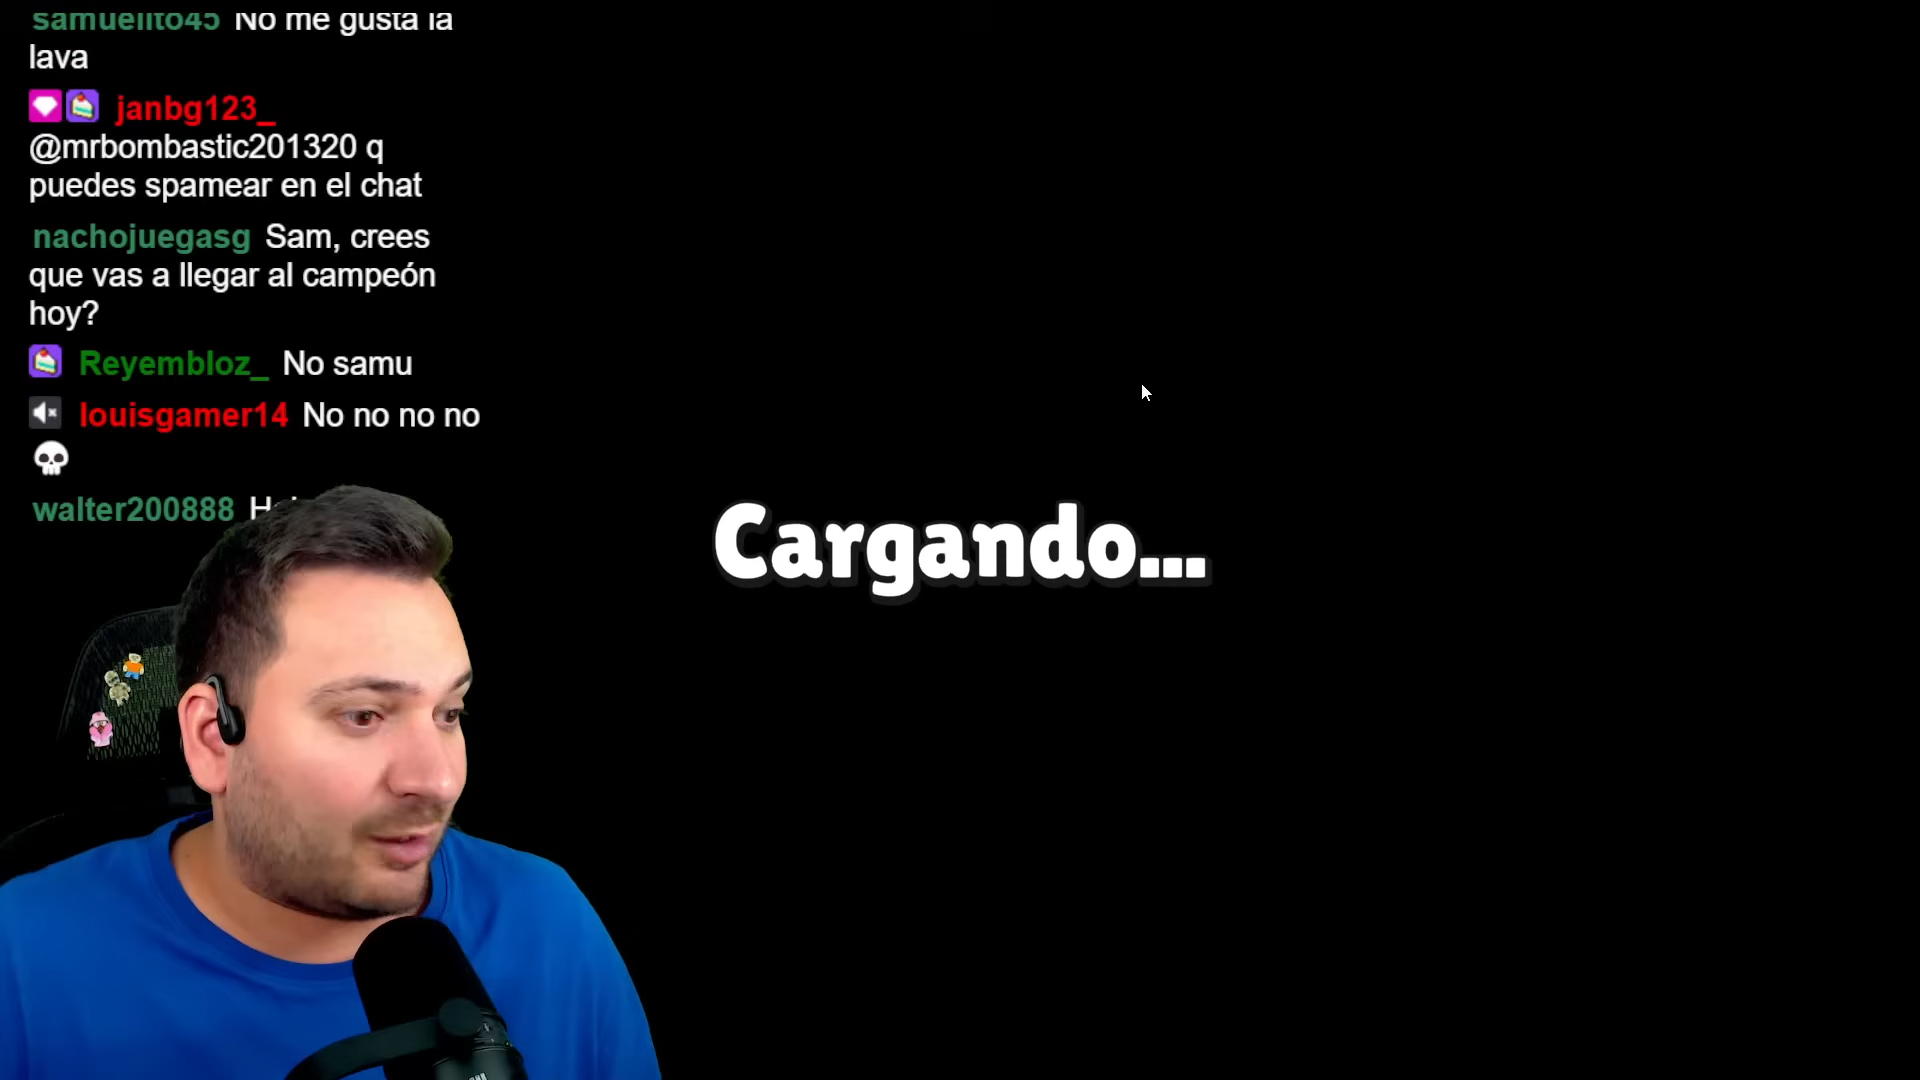 samuelito45 No me gusta la
lava
janbg123_
@mrbombastic201320 q
puedes spamear en el chat
nachojuegasg Sam, crees
que vas a llegar al campeón
hoy?
Reyembloz_ No samu
louisgamer14 No no no no
walter200888
Cargando...